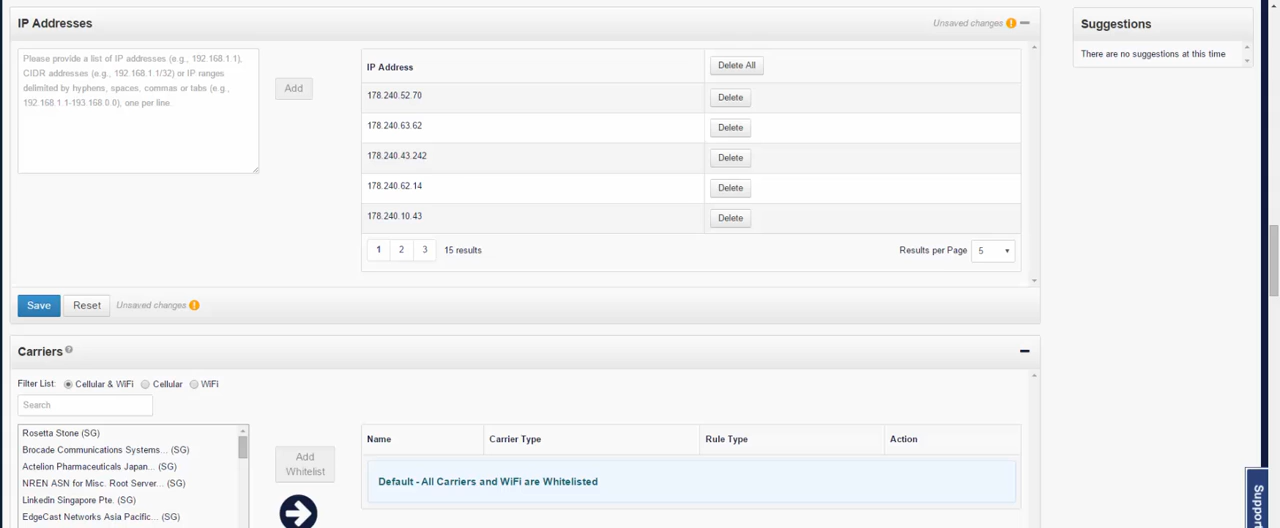 IP Addresses
Unsaved changes
Suggestions
There are no suggestions at this time
Please provide a list of IP addresses (e.g., 192.168.1.1),
CIDR addresses (e.g., 192.168.1.1/32) or IP ranges
delimited by hyphens, spaces, commas or tabs (e.g.,
192.168.1.1-193.168.0.0), one per line.
Add
IP Address
Delete All
178.240.52.70
Delete
178.240.63.62
Delete
178.240.43.242
Delete
178.240.62.14
Delete
178.240.10.43
Delete
1 2 3 15 results
Results per Page 5
Save
Reset
Unsaved changes
Carriers
Filter List: Cellular & WiFi Cellular WiFi
Search
Rosetta Stone (SG)
Brocade Communications Systems... (SG)
Actelion Pharmaceuticals Japan... (SG)
NREN ASN for Misc. Root Server... (SG)
Linkedin Singapore Pte. (SG)
EdgeCast Networks Asia Pacific... (SG)
Add
Whitelist
Name Carrier Type Rule Type Action
Default - All Carriers and WiFi are Whitelisted
Suppor